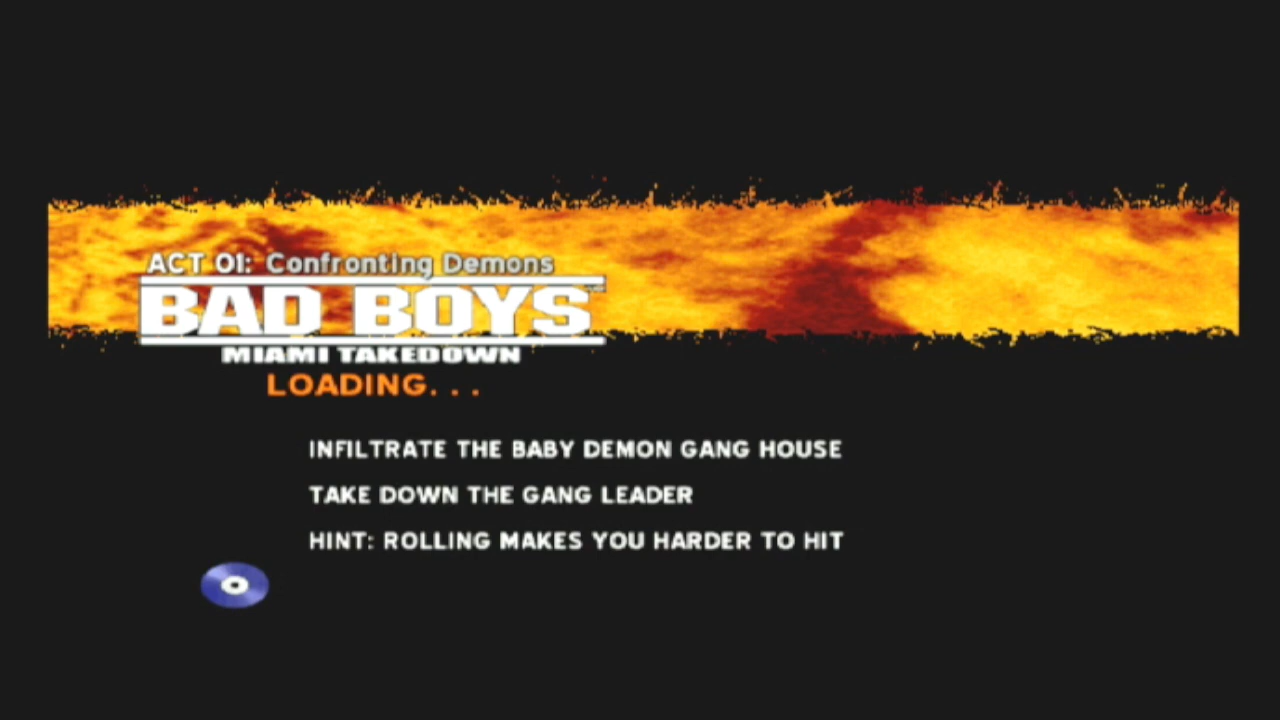 ACT 01: Confronting Demons
BAD BOYS™
MIAMI TAKEDOWN
LOADING. . .
INFILTRATE THE BABY DEMON GANG HOUSE
TAKE DOWN THE GANG LEADER
HINT: ROLLING MAKES YOU HARDER TO HIT